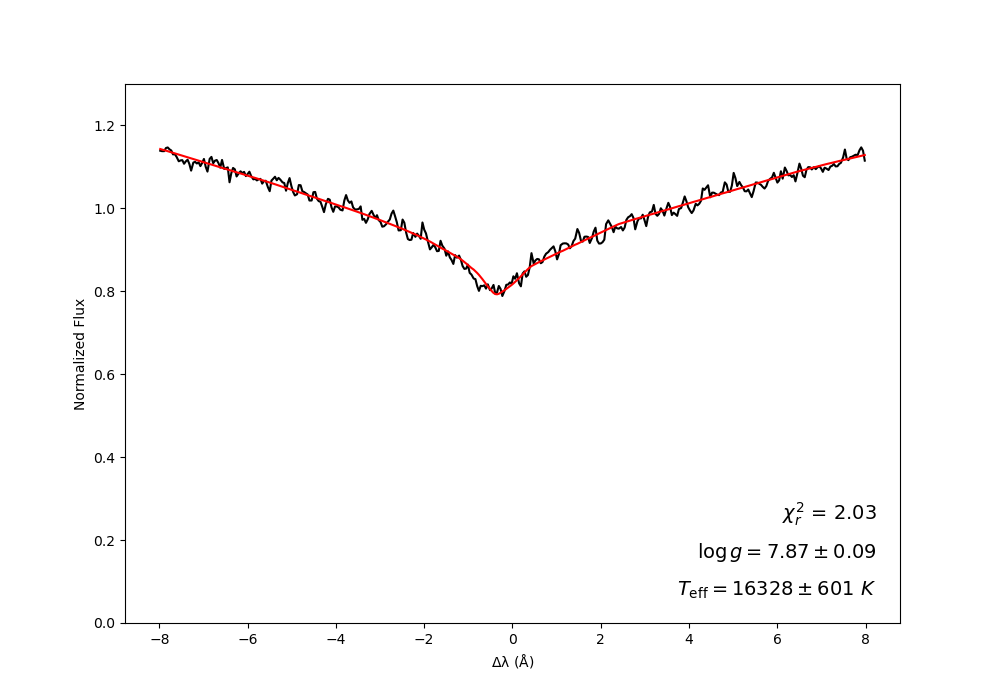 1.2
1.0
0.8
0.6
0.4
0.2
0.0
Normalized Flux
χ²ᵣ = 2.03
log g = 7.87 ± 0.09
T_eff = 16328 ± 601 K
−8 −6 −4 −2 0 2 4 6 8
Δλ (Å)